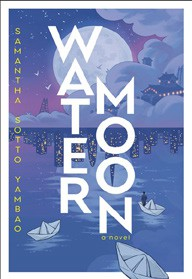 SAMANTHA SOTTO YAMBAO
WATER
MOON
a novel